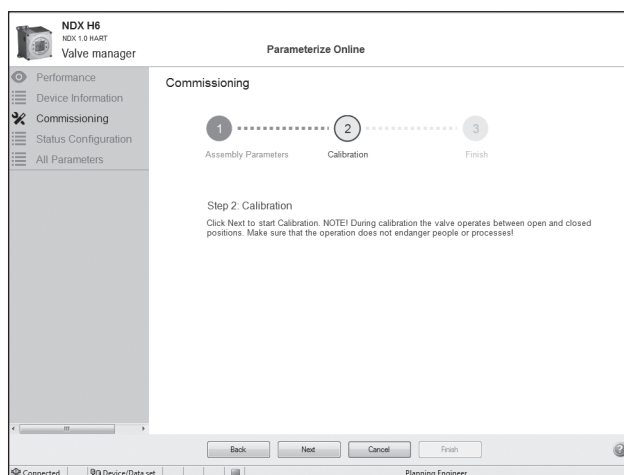 NDX H6
NDX 1.0 HART
Valve manager
Parameterize Online
Performance
Device Information
Commissioning
Status Configuration
All Parameters
Commissioning
1
2
3
Assembly Parameters
Calibration
Finish
Step 2: Calibration
Click Next to start Calibration. NOTE! During calibration the valve operates between open and closed
positions. Make sure that the operation does not endanger people or processes!
Back
Next
Cancel
Finish
?
Connected
Device/Data set
Planning Engineer